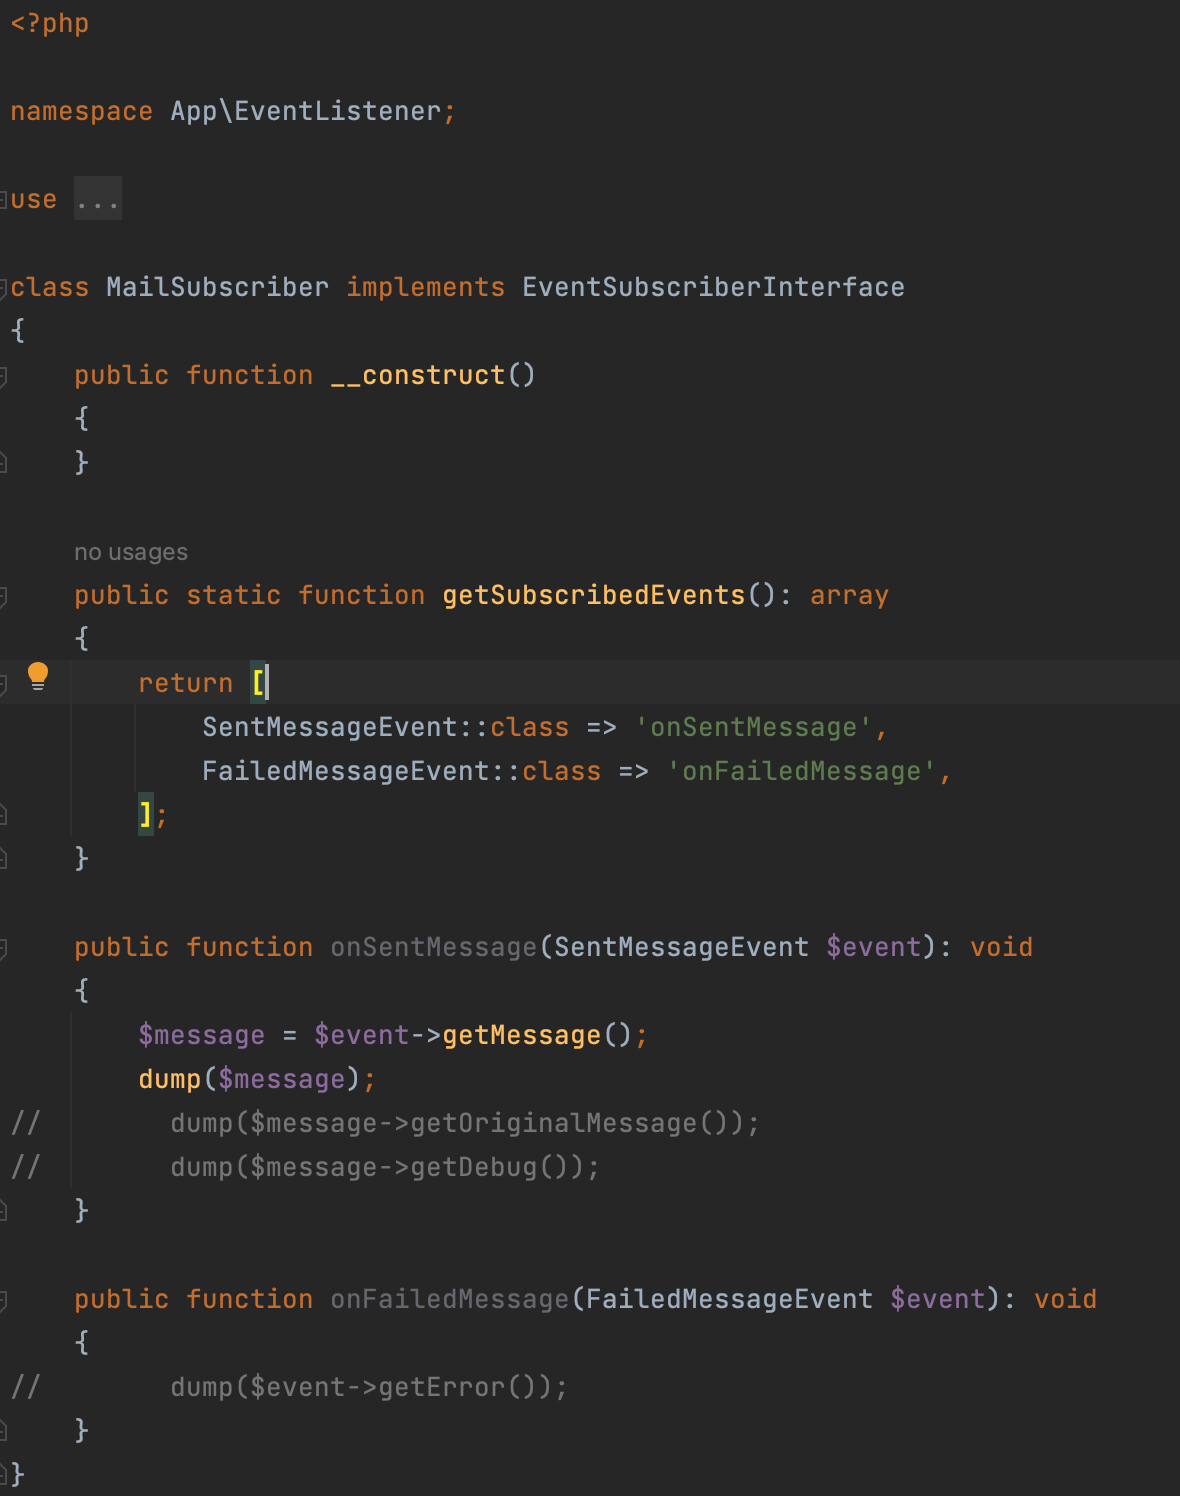 <?php
namespace App\EventListener;
use ...
class MailSubscriber implements EventSubscriberInterface
{
    public function __construct()
    {
    }
    no usages
    public static function getSubscribedEvents(): array
    {
        return [
            SentMessageEvent::class => 'onSentMessage',
            FailedMessageEvent::class => 'onFailedMessage',
        ];
    }
    public function onSentMessage(SentMessageEvent $event): void
    {
        $message = $event->getMessage();
        dump($message);
//        dump($message->getOriginalMessage());
//        dump($message->getDebug());
    }
    public function onFailedMessage(FailedMessageEvent $event): void
    {
//        dump($event->getError());
    }
}